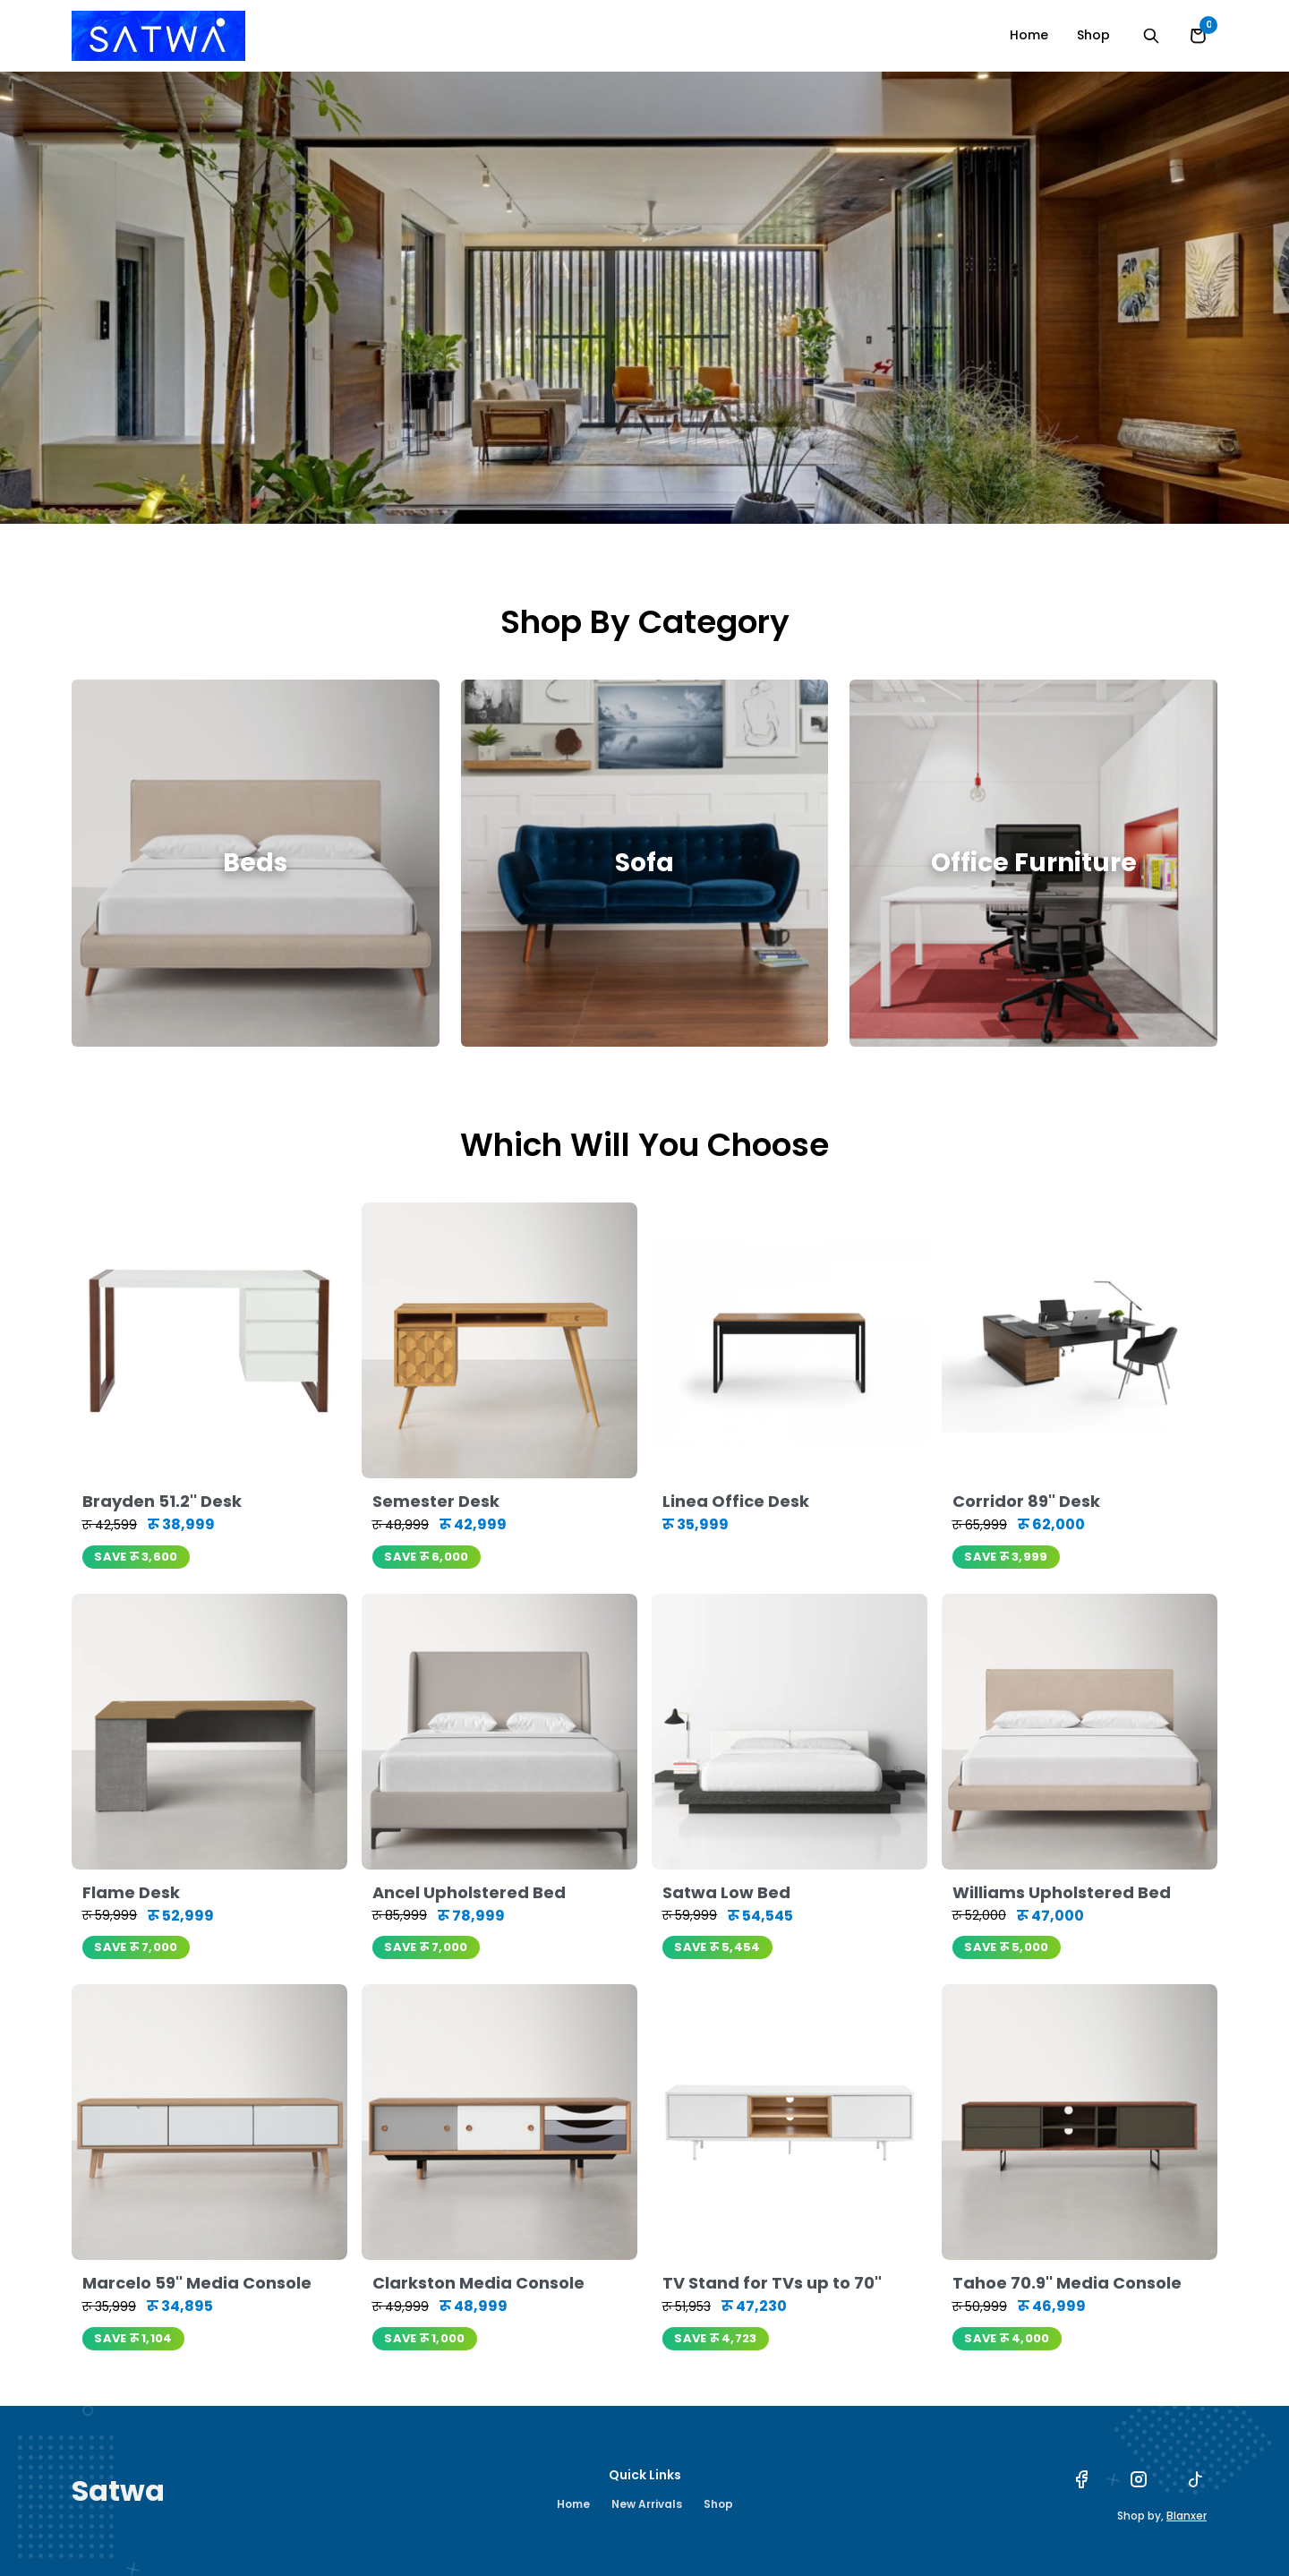 SATWA
Home Shop 0
Shop By Category
Beds Sofa Office Furniture
Which Will You Choose
Brayden 51.2" Desk
रु 42,599 रु 38,999
SAVE रु 3,600
Semester Desk
रु 48,999 रु 42,999
SAVE रु 6,000
Linea Office Desk
रु 35,999
Corridor 89" Desk
रु 65,999 रु 62,000
SAVE रु 3,999
Flame Desk
रु 59,999 रु 52,999
SAVE रु 7,000
Ancel Upholstered Bed
रु 85,999 रु 78,999
SAVE रु 7,000
Satwa Low Bed
रु 59,999 रु 54,545
SAVE रु 5,454
Williams Upholstered Bed
रु 52,000 रु 47,000
SAVE रु 5,000
Marcelo 59" Media Console
रु 35,999 रु 34,895
SAVE रु 1,104
Clarkston Media Console
रु 49,999 रु 48,999
SAVE रु 1,000
TV Stand for TVs up to 70"
रु 51,953 रु 47,230
SAVE रु 4,723
Tahoe 70.9" Media Console
रु 50,999 रु 46,999
SAVE रु 4,000
Satwa
Quick Links
Home New Arrivals Shop
Shop by, Blanxer